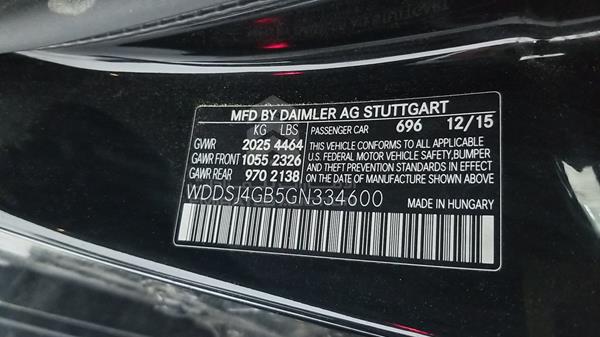 MFD BY DAIMLER AG STUTTGART
KG LBS
GVWR 2025 4464
GAWR FRONT 1055 2326
GAWR REAR 970 2138
PASSENGER CAR 696 12/15
THIS VEHICLE CONFORMS TO ALL APPLICABLE
U.S. FEDERAL MOTOR VEHICLE SAFETY, BUMPER
AND THEFT PREVENTION STANDARDS IN EFFECT
ON THE DATE OF MANUFACTURE SHOWN ABOVE.
WDDSJ4GB5GN334600
MADE IN HUNGARY